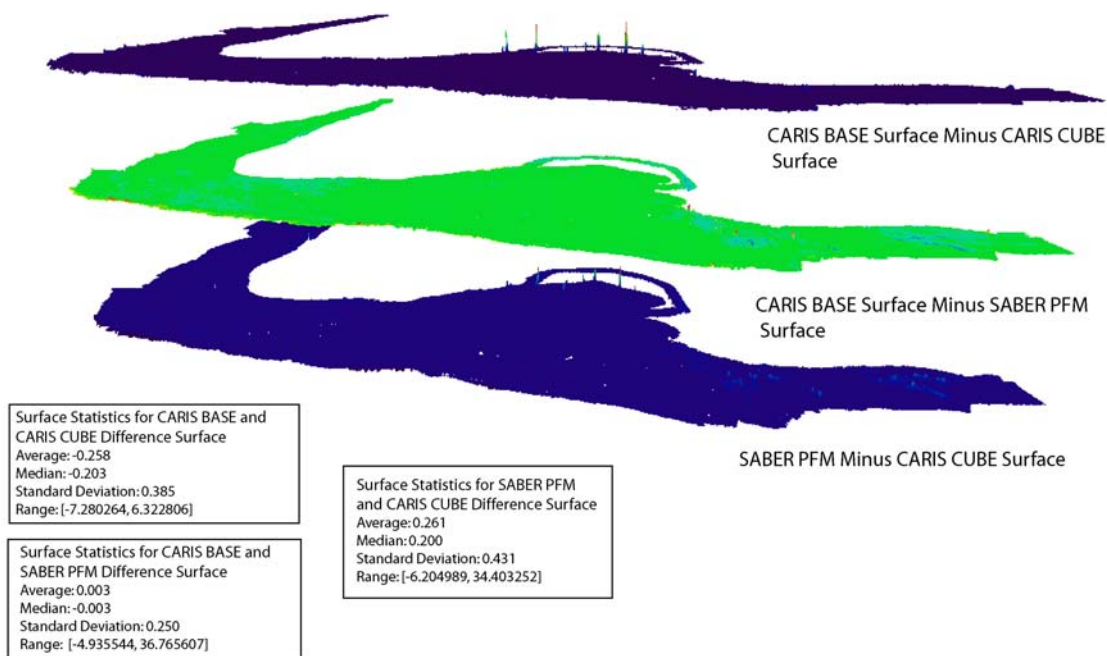 CARIS BASE Surface Minus CARIS CUBE
Surface
CARIS BASE Surface Minus SABER PFM
Surface
SABER PFM Minus CARIS CUBE Surface
Surface Statistics for CARIS BASE and
CARIS CUBE Difference Surface
Average: -0.258
Median: -0.203
Standard Deviation: 0.385
Range: [-7.280264, 6.322806]
Surface Statistics for SABER PFM
and CARIS CUBE Difference Surface
Average: 0.261
Median: 0.200
Standard Deviation: 0.431
Range: [-6.204989, 34.403252]
Surface Statistics for CARIS BASE and
SABER PFM Difference Surface
Average: 0.003
Median: -0.003
Standard Deviation: 0.250
Range: [-4.935544, 36.765607]